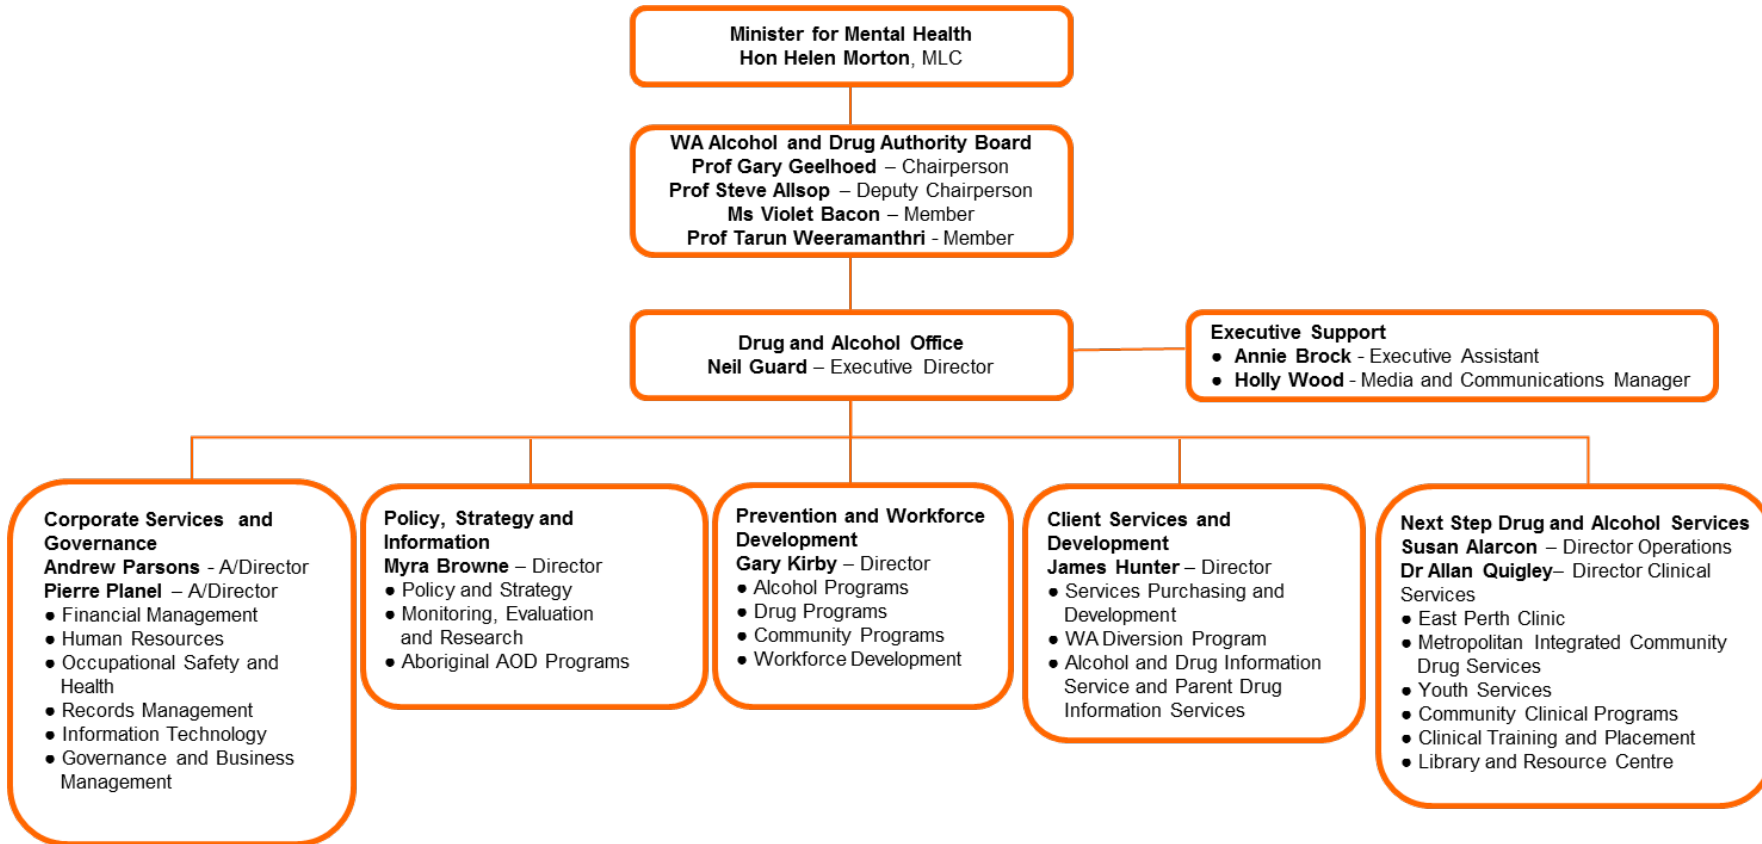 Minister for Mental Health
Hon Helen Morton, MLC
WA Alcohol and Drug Authority Board
Prof Gary Geelhoed – Chairperson
Prof Steve Allsop – Deputy Chairperson
Ms Violet Bacon – Member
Prof Tarun Weeramanthri - Member
Drug and Alcohol Office
Neil Guard – Executive Director
Executive Support
● Annie Brock - Executive Assistant
● Holly Wood - Media and Communications Manager
Corporate Services and
Governance
Andrew Parsons - A/Director
Pierre Planel – A/Director
● Financial Management
● Human Resources
● Occupational Safety and
Health
● Records Management
● Information Technology
● Governance and Business
Management
Policy, Strategy and
Information
Myra Browne – Director
● Policy and Strategy
● Monitoring, Evaluation
and Research
● Aboriginal AOD Programs
Prevention and Workforce
Development
Gary Kirby – Director
● Alcohol Programs
● Drug Programs
● Community Programs
● Workforce Development
Client Services and
Development
James Hunter – Director
● Services Purchasing and
Development
● WA Diversion Program
● Alcohol and Drug Information
Service and Parent Drug
Information Services
Next Step Drug and Alcohol Services
Susan Alarcon – Director Operations
Dr Allan Quigley– Director Clinical
Services
● East Perth Clinic
● Metropolitan Integrated Community
Drug Services
● Youth Services
● Community Clinical Programs
● Clinical Training and Placement
● Library and Resource Centre